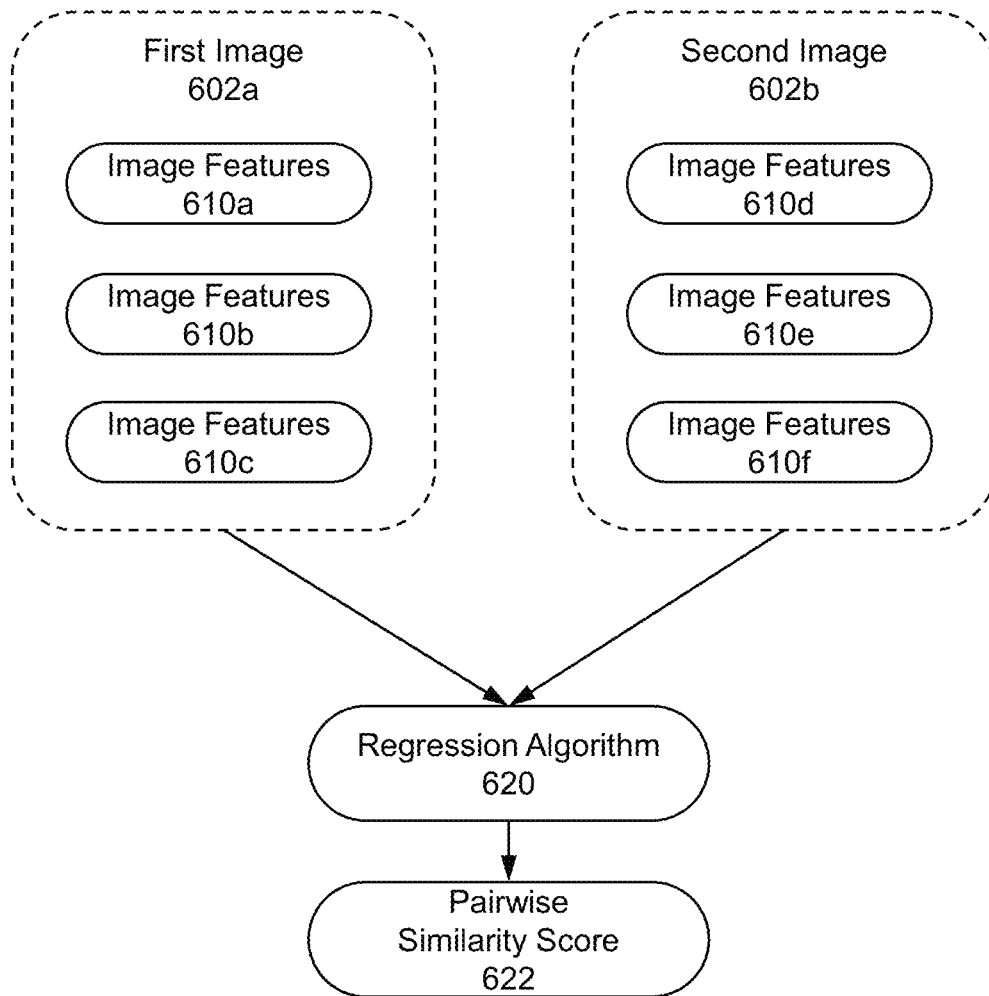 First Image
602a
Image Features
610a
Image Features
610b
Image Features
610c
Second Image
602b
Image Features
610d
Image Features
610e
Image Features
610f
Regression Algorithm
620
Pairwise
Similarity Score
622